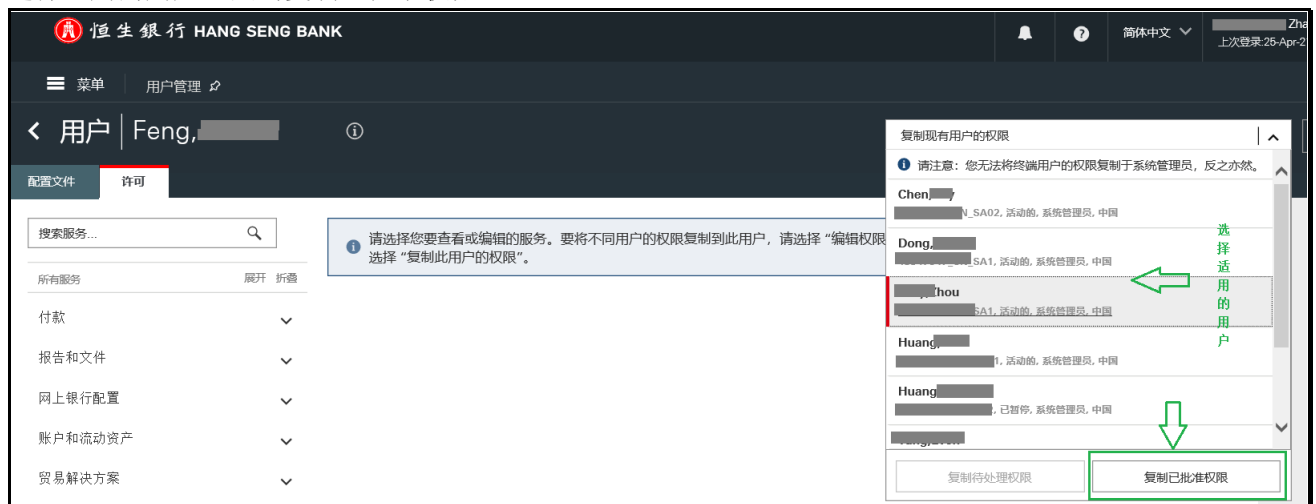 恒生銀行 HANG SENG BANK
简体中文
Zha
上次登录:25-Apr-2
菜单
用户管理
用户 Feng,
复制现有用户的权限
请注意：您无法将终端用户的权限复制于系统管理员，反之亦然。
配置文件
许可
Chen,
N_SA02, 活动的, 系统管理员, 中国
搜索服务...
请选择您要查看或编辑的服务。要将不同用户的权限复制到此用户，请选择 “编辑权限
选择 “复制此用户的权限”。
Dong,
_SA1, 活动的, 系统管理员, 中国
选择适用的用户
所有服务
展开 折叠
hou
SA1, 活动的, 系统管理员, 中国
付款
报告和文件
Huang,
1, 活动的, 系统管理员, 中国
网上银行配置
Huang
, 已暂停, 系统管理员, 中国
账户和流动资产
贸易解决方案
复制待处理权限
复制已批准权限